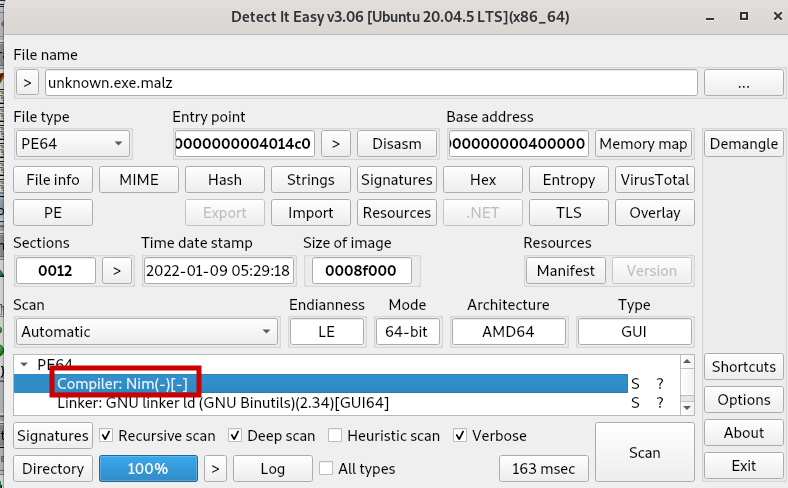 Detect It Easy v3.06 [Ubuntu 20.04.5 LTS](x86_64)
File name
> unknown.exe.malz ...
File type Entry point Base address
PE64 0000000004014c0 > Disasm 000000000400000 Memory map Demangle
File info MIME Hash Strings Signatures Hex Entropy VirusTotal
PE Export Import Resources .NET TLS Overlay
Sections Time date stamp Size of image Resources
0012 > 2022-01-09 05:29:18 0008f000 Manifest Version
Scan Endianness Mode Architecture Type
Automatic LE 64-bit AMD64 GUI
PE64
Compiler: Nim(-)[-] S ?
Linker: GNU linker ld (GNU Binutils)(2.34)[GUI64] S ?
Shortcuts
Options
Signatures Recursive scan Deep scan Heuristic scan Verbose Scan About
Directory 100% > Log All types 163 msec Exit